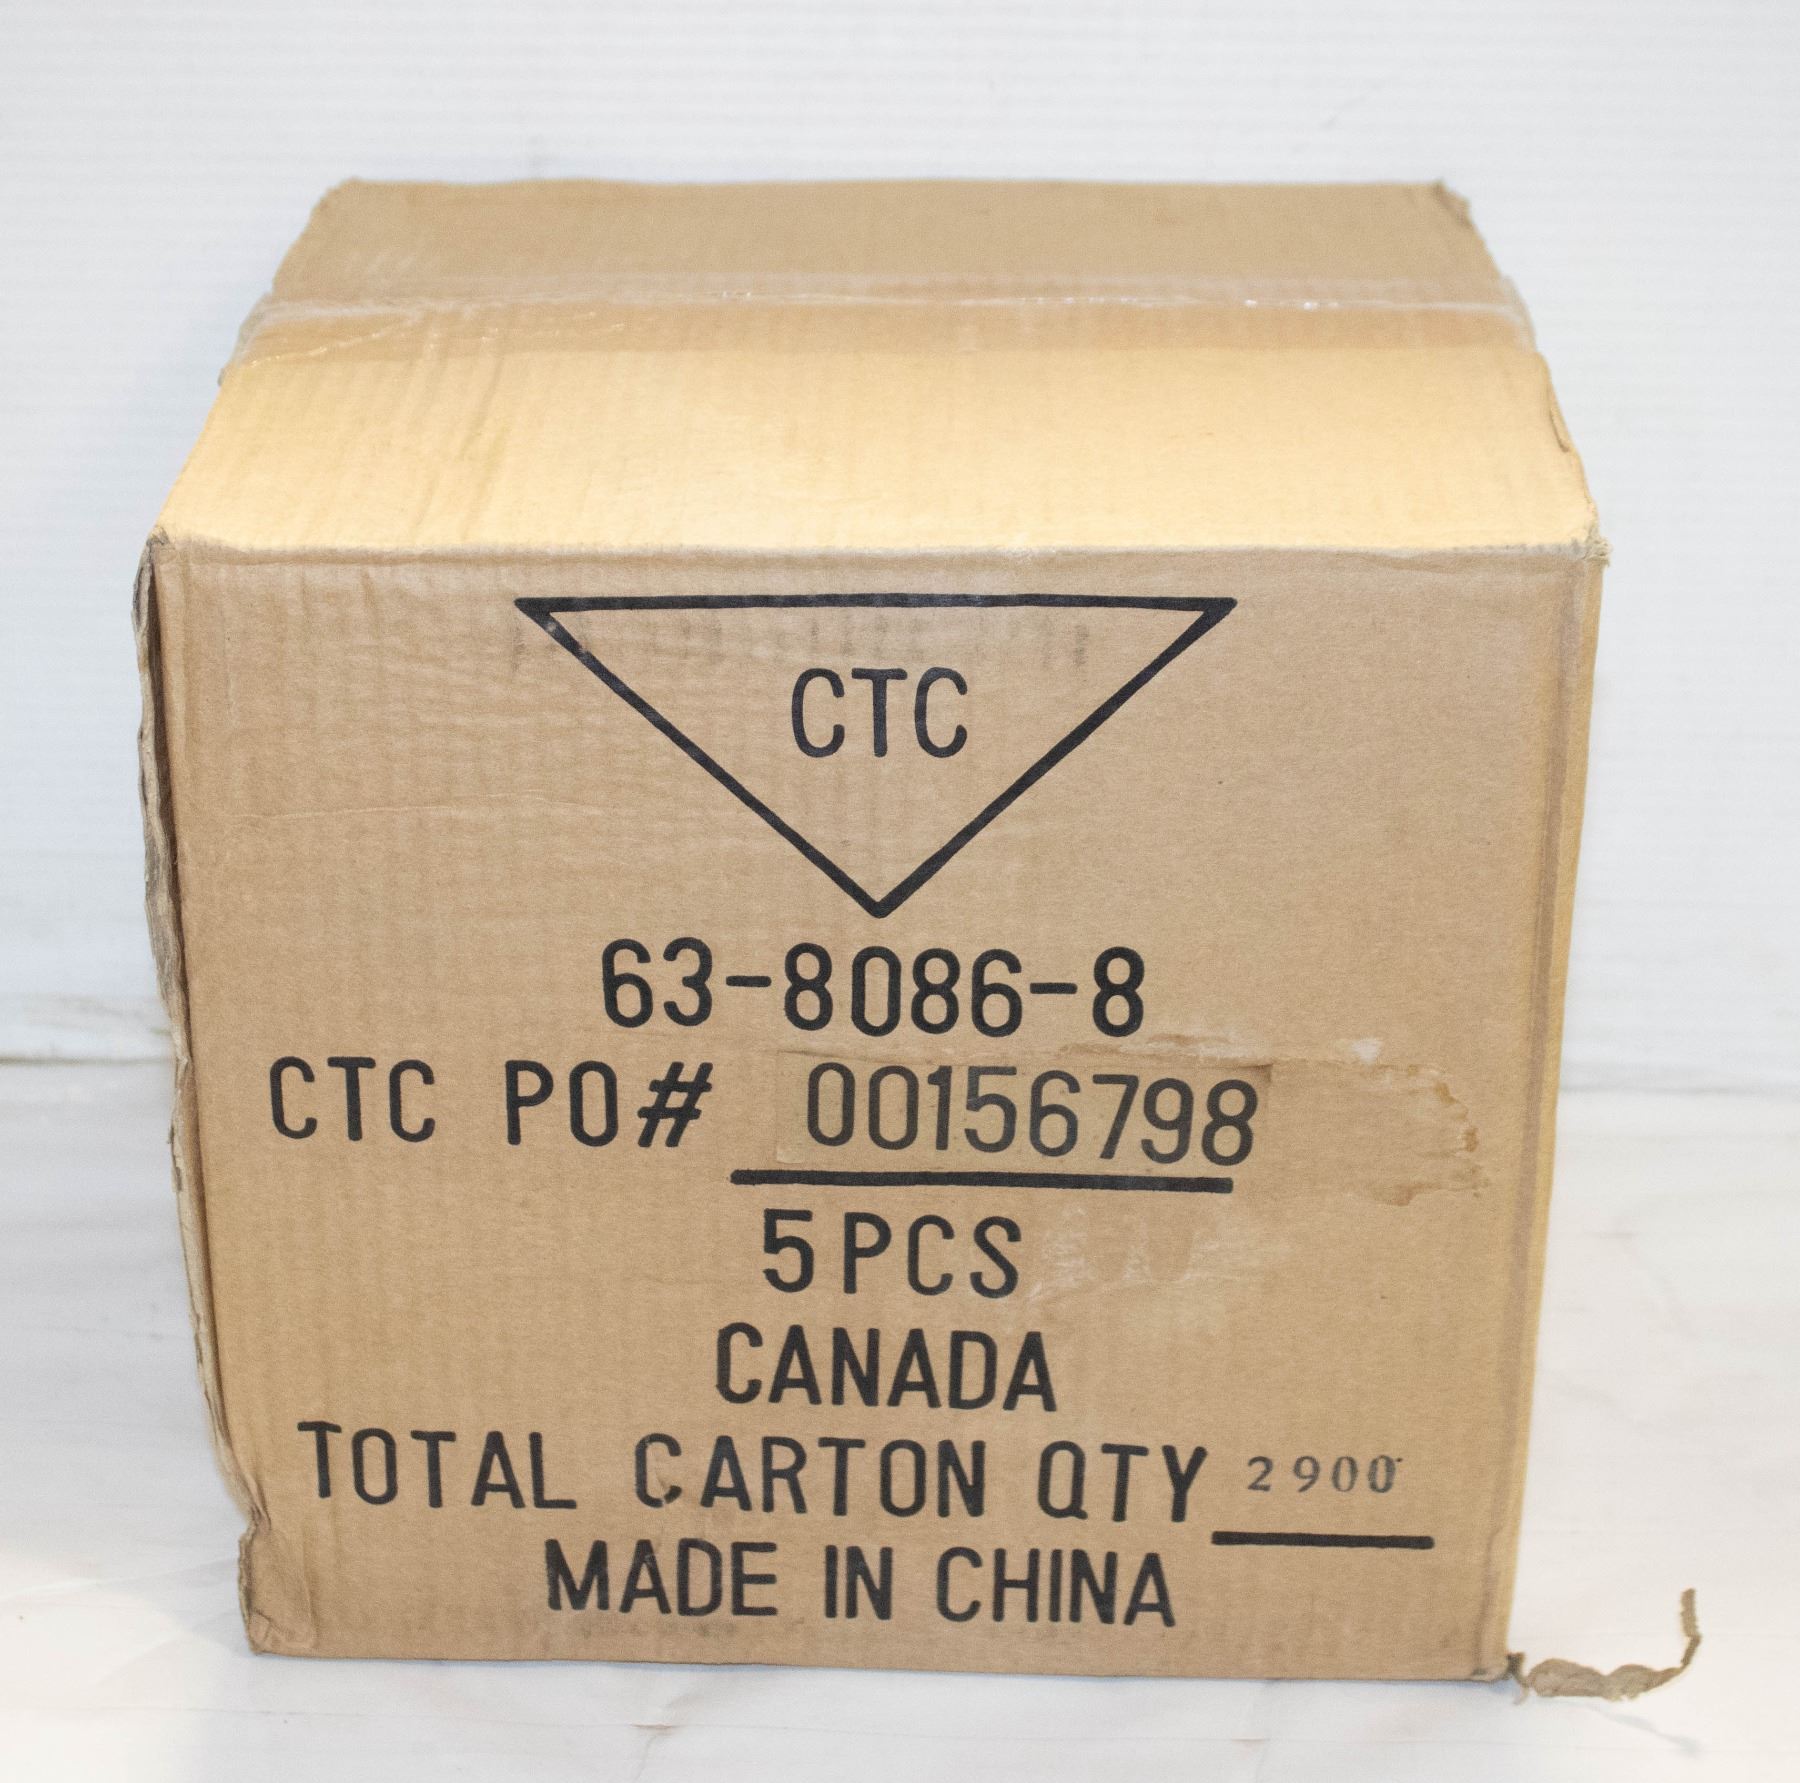 CTC
63-8086-8
CTC PO# 00156798
5PCS
CANADA
TOTAL CARTON QTY 2900
MADE IN CHINA